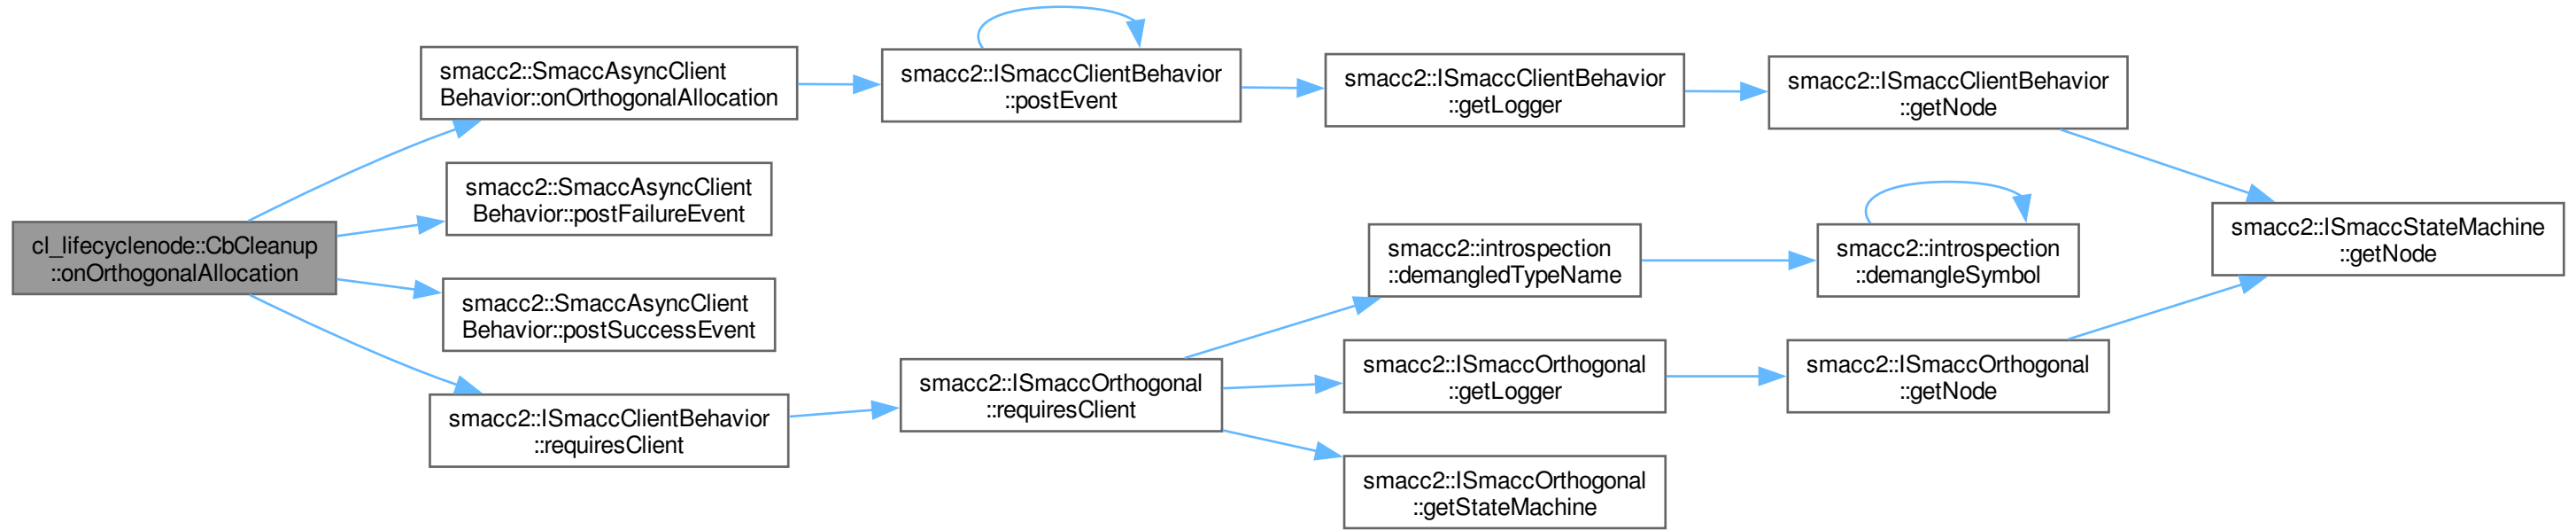 cl_lifecyclenode::CbCleanup
::onOrthogonalAllocation
smacc2::SmaccAsyncClient
Behavior::onOrthogonalAllocation
smacc2::ISmaccClientBehavior
::postEvent
smacc2::ISmaccClientBehavior
::getLogger
smacc2::ISmaccClientBehavior
::getNode
smacc2::ISmaccStateMachine
::getNode
smacc2::SmaccAsyncClient
Behavior::postFailureEvent
smacc2::SmaccAsyncClient
Behavior::postSuccessEvent
smacc2::ISmaccClientBehavior
::requiresClient
smacc2::ISmaccOrthogonal
::requiresClient
smacc2::introspection
::demangledTypeName
smacc2::introspection
::demangleSymbol
smacc2::ISmaccOrthogonal
::getLogger
smacc2::ISmaccOrthogonal
::getNode
smacc2::ISmaccOrthogonal
::getStateMachine